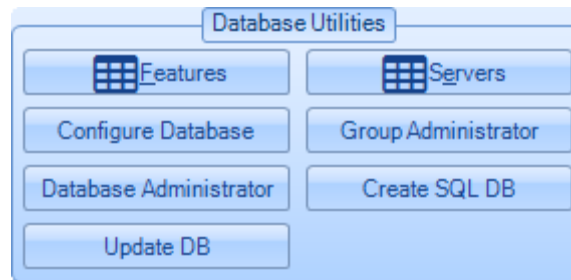 Database Utilities
Features
Servers
Configure Database
Group Administrator
Database Administrator
Create SQL DB
Update DB